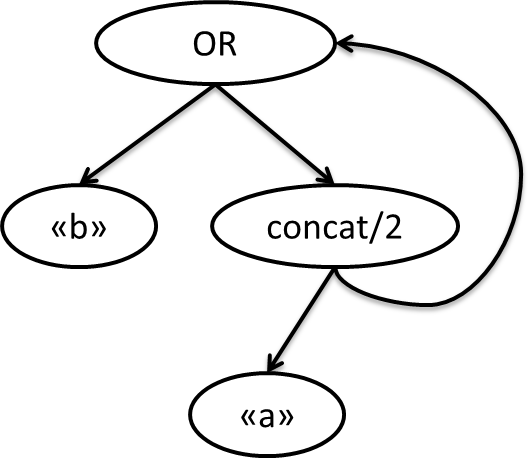 OR
«b»
concat/2
«a»